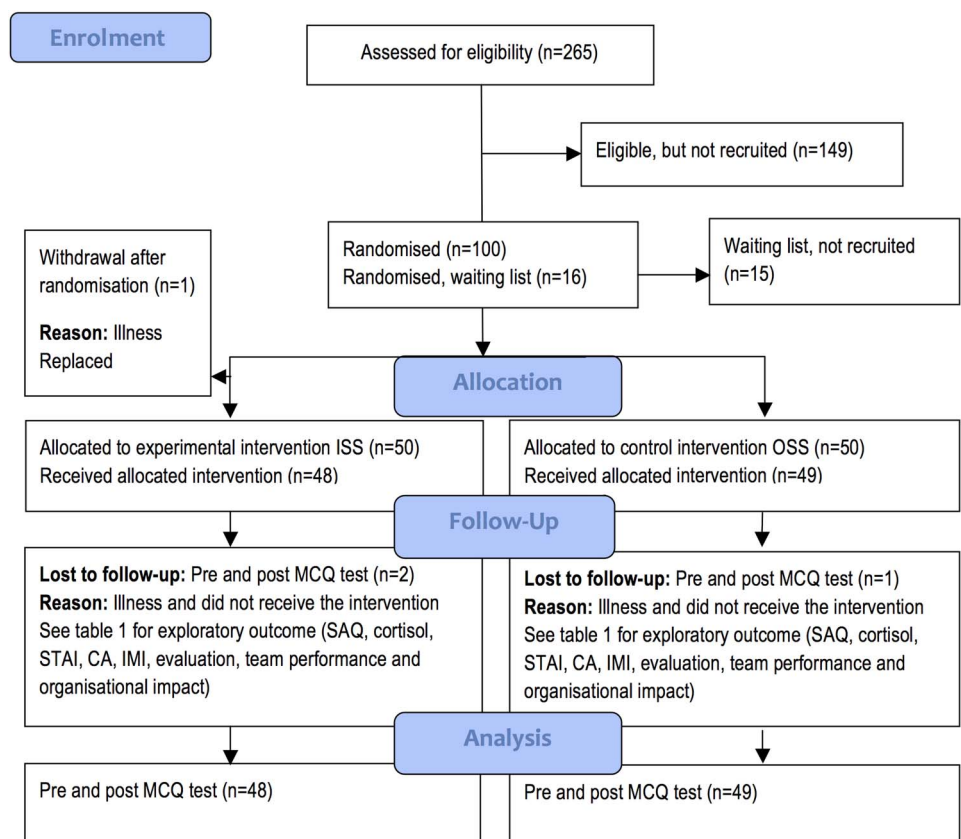 Enrolment
Assessed for eligibility (n=265)
Eligible, but not recruited (n=149)
Randomised (n=100)
Randomised, waiting list (n=16)
Waiting list, not recruited
(n=15)
Withdrawal after
randomisation (n=1)
Reason: Illness
Replaced
Allocation
Allocated to experimental intervention ISS (n=50)
Received allocated intervention (n=48)
Allocated to control intervention OSS (n=50)
Received allocated intervention (n=49)
Follow-Up
Lost to follow-up: Pre and post MCQ test (n=2)
Reason: Illness and did not receive the intervention
See table 1 for exploratory outcome (SAQ, cortisol,
STAI, CA, IMI, evaluation, team performance and
organisational impact)
Lost to follow-up: Pre and post MCQ test (n=1)
Reason: Illness and did not receive the intervention
See table 1 for exploratory outcome (SAQ, cortisol,
STAI, CA, IMI, evaluation, team performance and
organisational impact)
Analysis
Pre and post MCQ test (n=48)
Pre and post MCQ test (n=49)